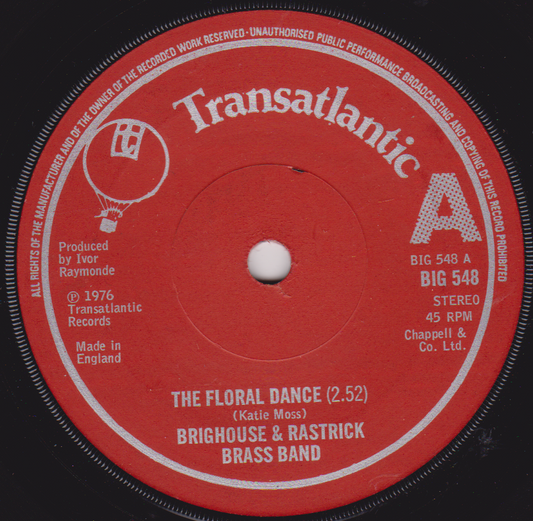 ALL RIGHTS OF THE MANUFACTURER AND OF THE OWNER OF THE RECORDED WORK RESERVED · UNAUTHORISED PUBLIC PERFORMANCE BROADCASTING AND COPYING OF THIS RECORD PROHIBITED
Transatlantic
A
Produced
by Ivor
Raymonde
℗ 1976
Transatlantic
Records
Made in
England
BIG 548 A
BIG 548
STEREO
45 RPM
Chappell &
Co. Ltd.
THE FLORAL DANCE (2.52)
(Katie Moss)
BRIGHOUSE & RASTRICK
BRASS BAND